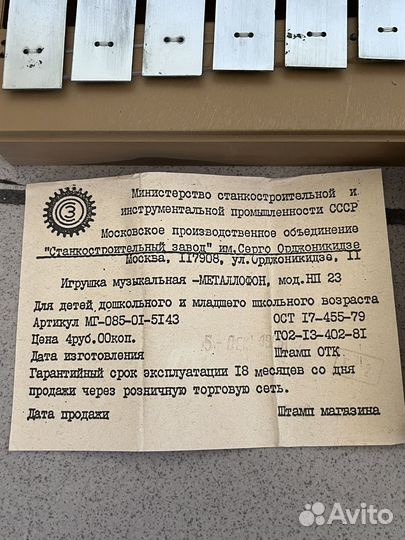 Министерство станкостроительной и
инструментальной промышленности СССР
Московское производственное объединение
"Станкостроительный завод" им.Серго Орджоникидзе
Москва, II7908, ул.Орджоникидзе, II
Игрушка музыкальная -МЕТАЛЛОФОН, мод.НП 23
Для детей дошкольного и младшего школьного возраста
Артикул МГ-085-0I-5I43 ОСТ I7-455-79
Цена 4руб.00коп. ТО2-I3-402-8I
Дата изготовления Штамп ОТК
Гарантийный срок эксплуатации I8 месяцев со дня
продажи через розничную торговую сеть.
Дата продажи Штамп магазина
Avito